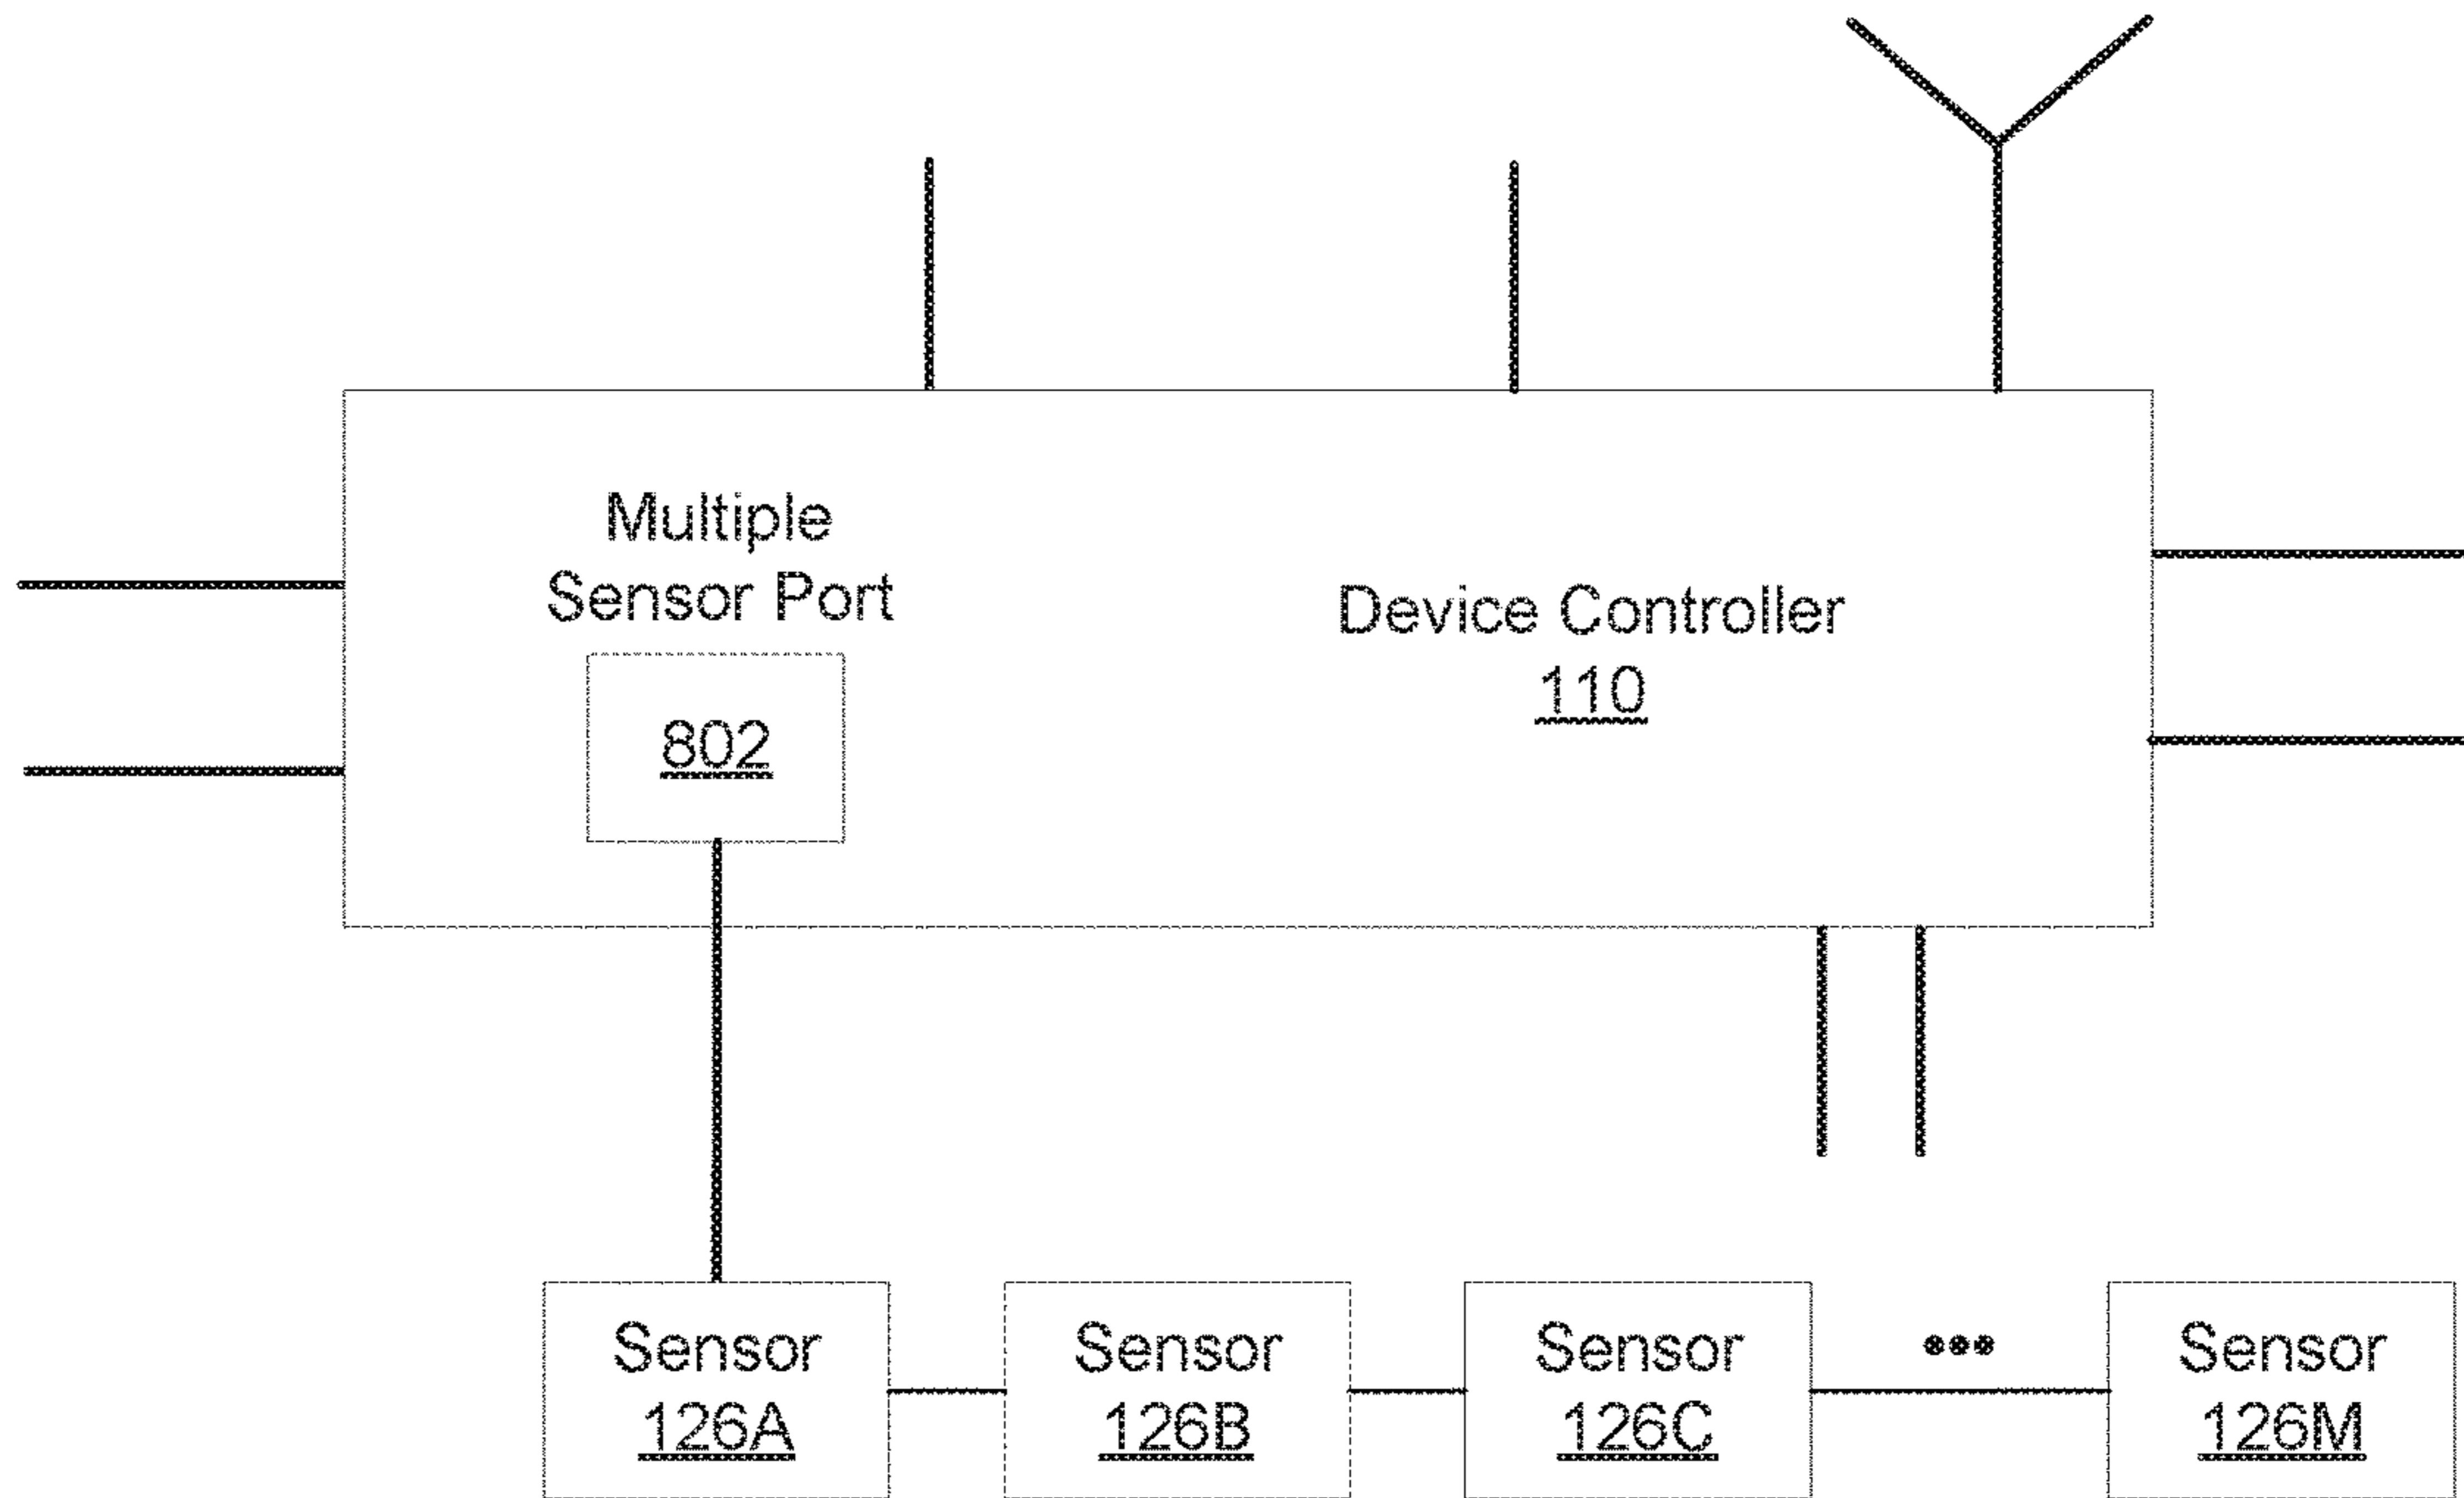 Multiple
Sensor Port
802
Device Controller
110
Sensor
126A
Sensor
126B
Sensor
126C
Sensor
126M